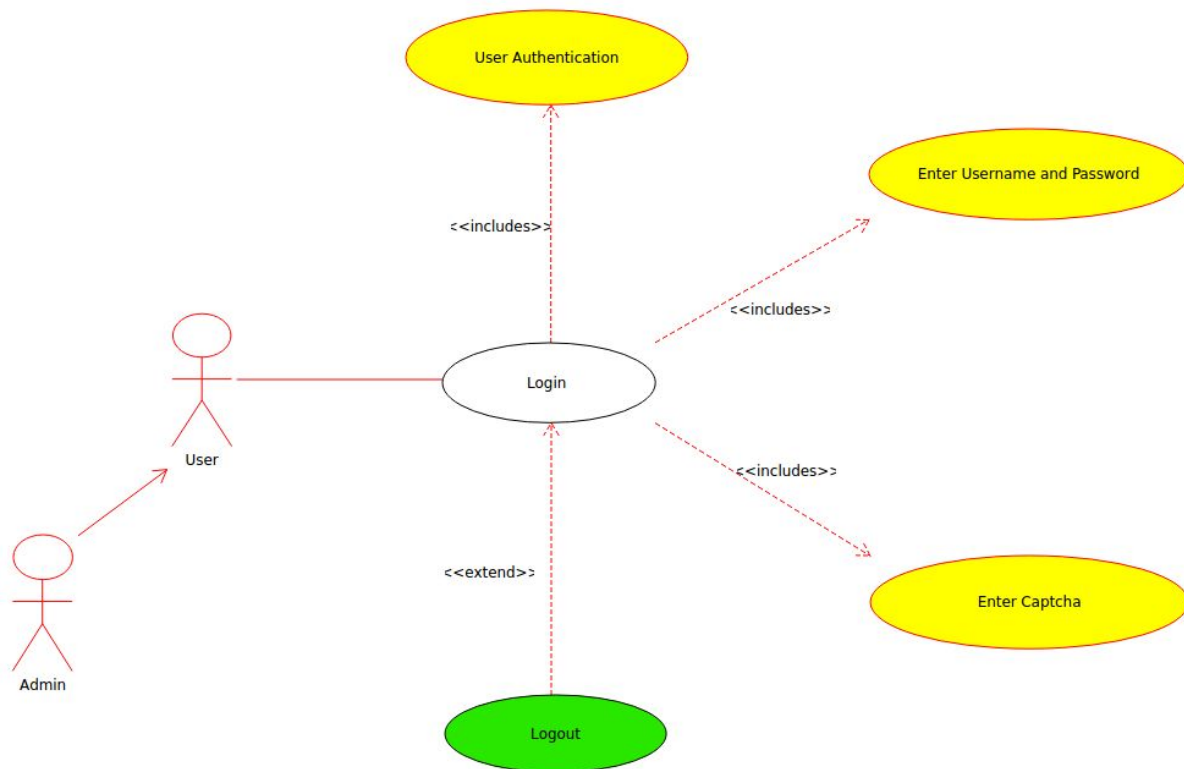 User Authentication
Enter Username and Password
<<includes>>
<<includes>>
Login
User
<<includes>>
<<extend>>
Enter Captcha
Admin
Logout